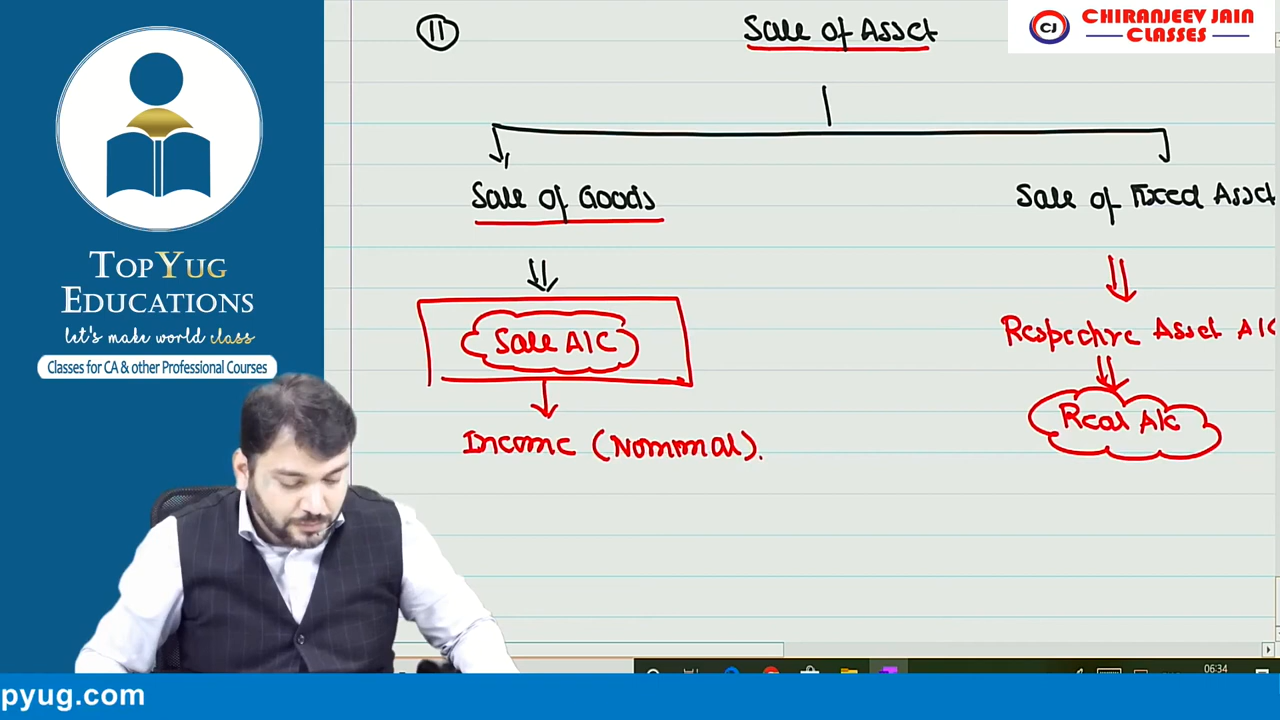 11
Sale of Asset
CHIRANJEEV JAIN
CLASSES
CJ
Sale of Goods
Sale of Fixed Asset
Sale A/C
Respective Asset A/C
Income (Nominal).
Real A/c
TOPYUG
EDUCATIONS
let's make world class
Classes for CA & other Professional Courses
06:34
pyug.com